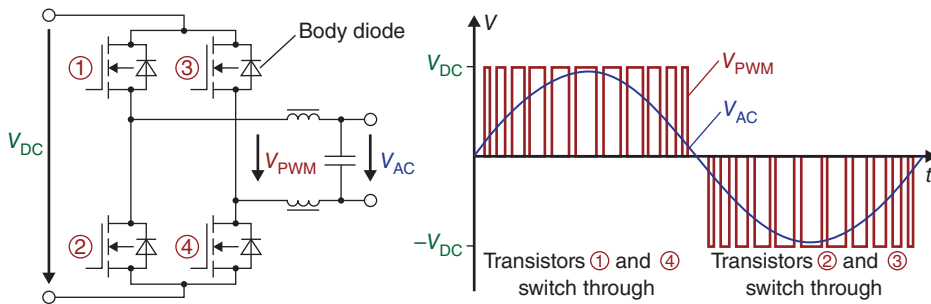 Body diode
①
③
V_DC
V_PWM
V_AC
②
④
V
V_DC
V_PWM
V_AC
t
−V_DC
Transistors ① and ④
switch through
Transistors ② and ③
switch through